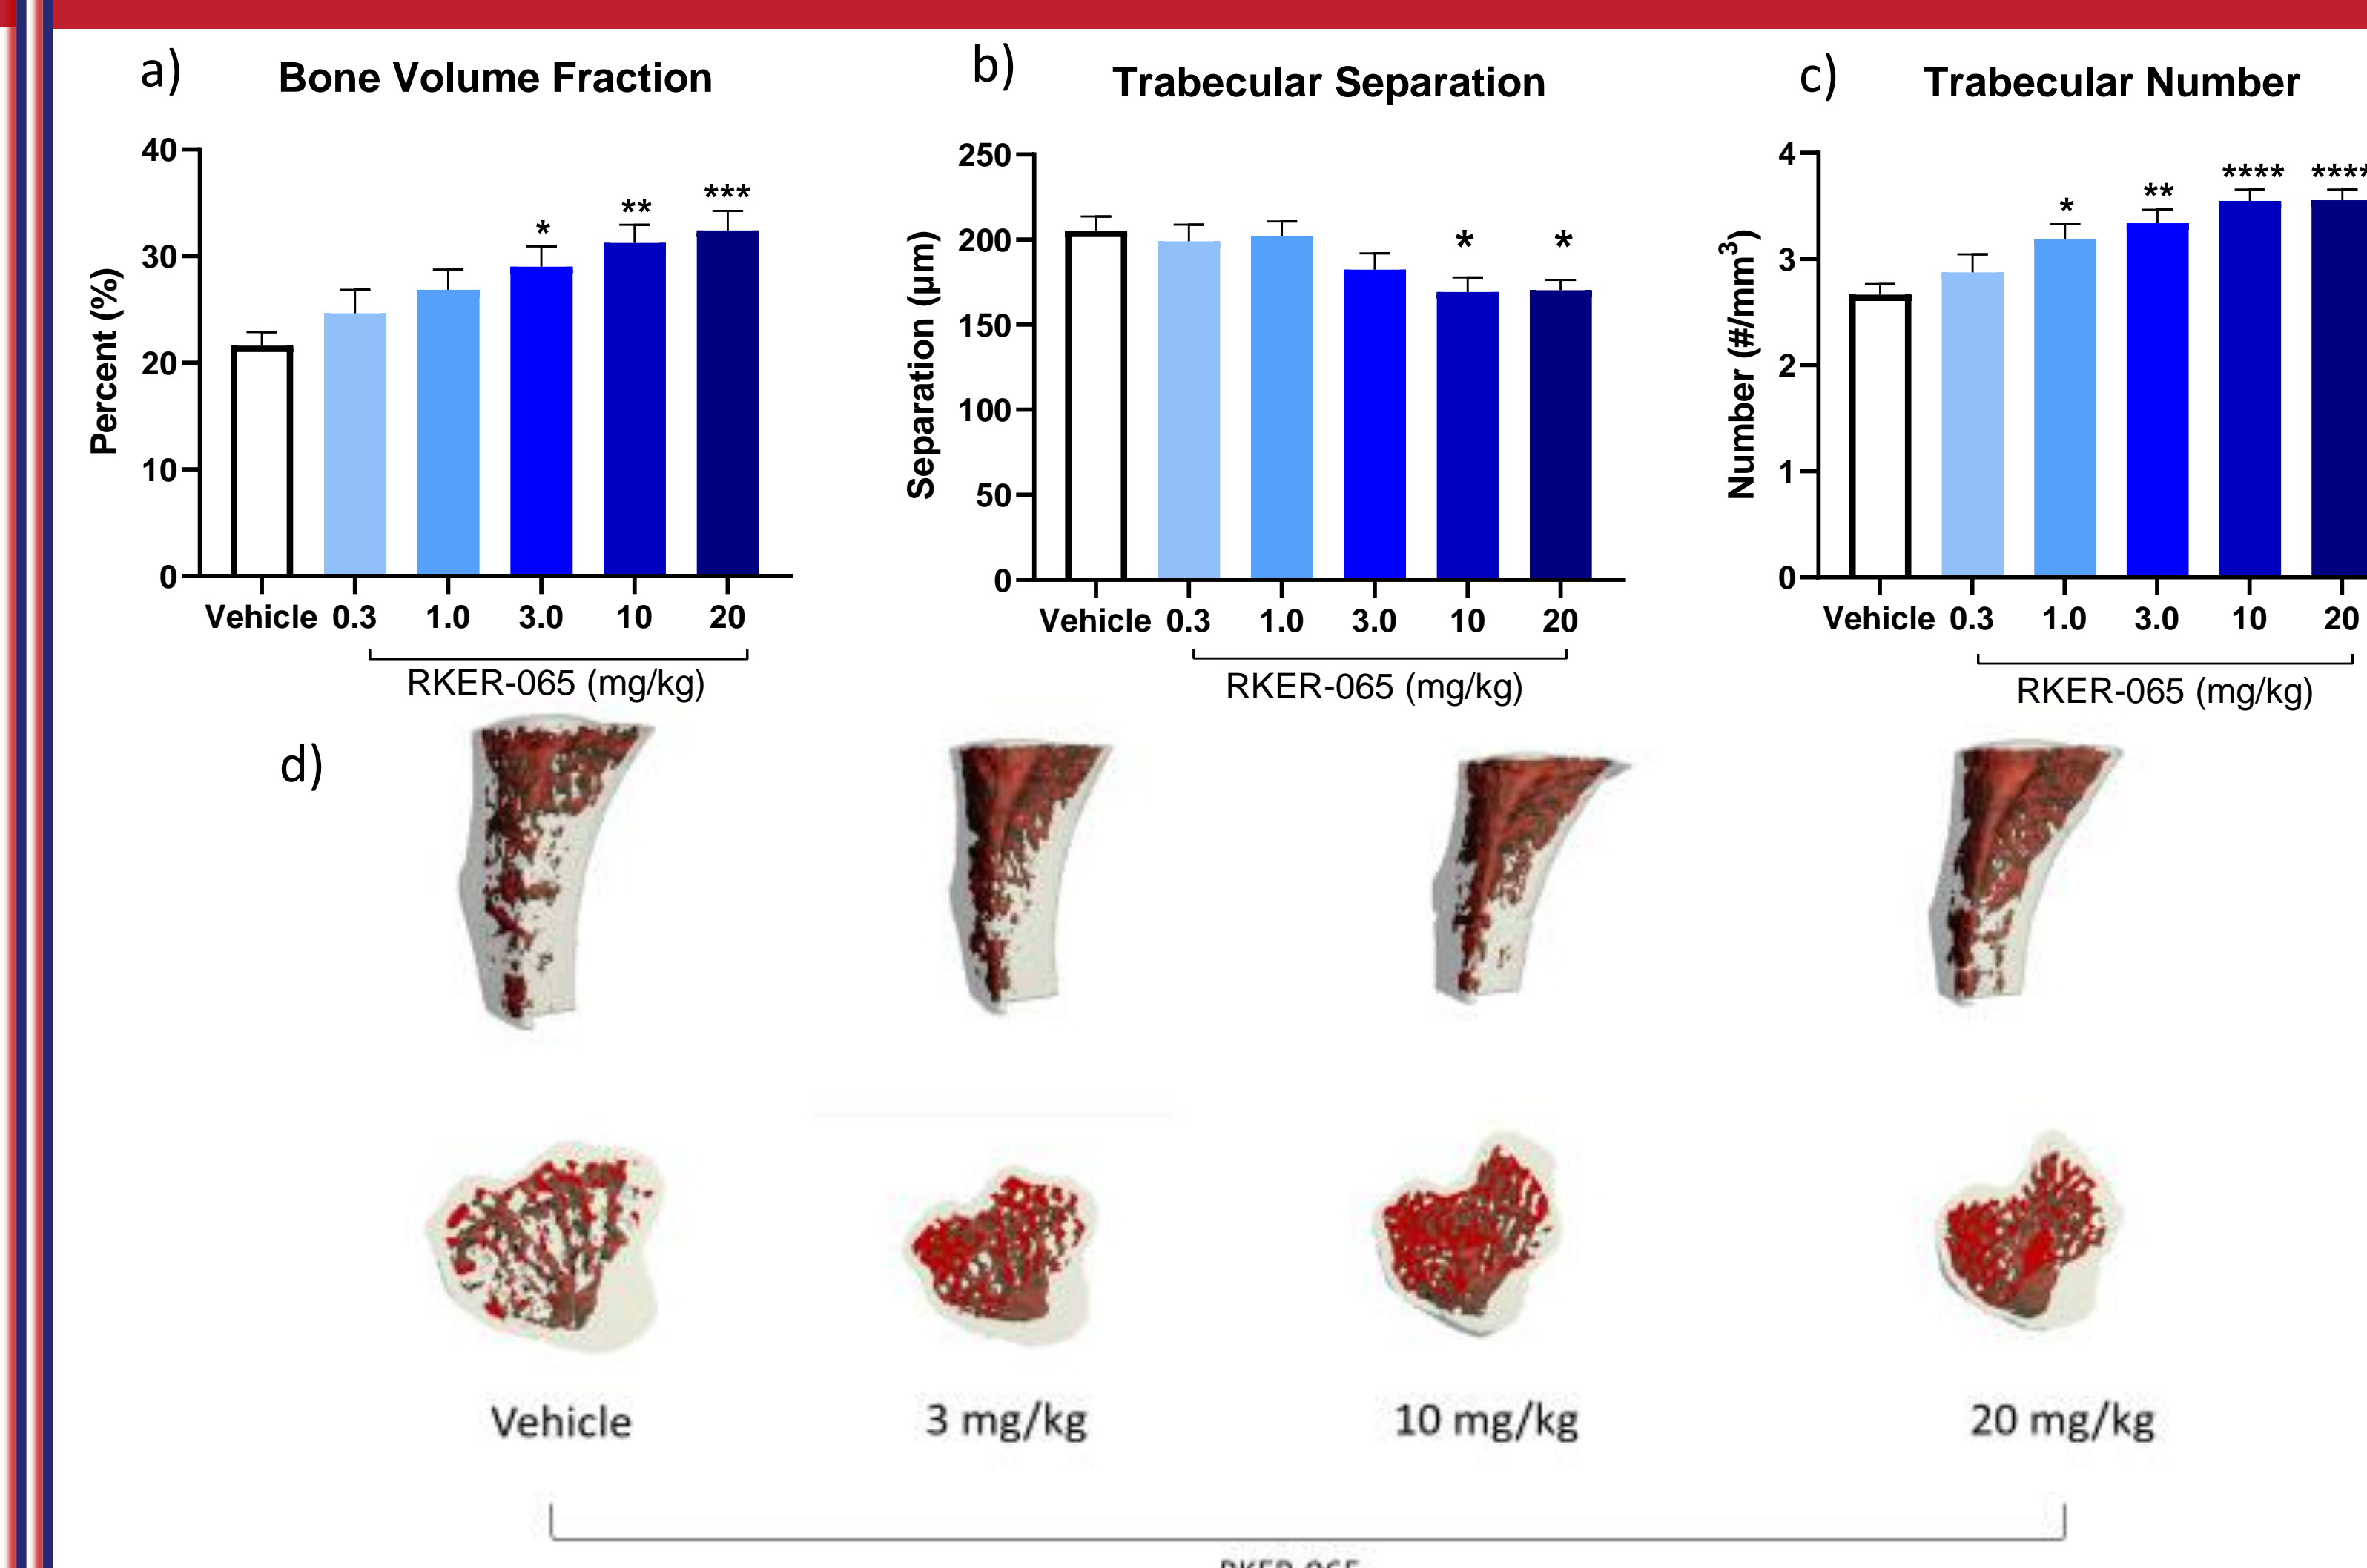 a)
Bone Volume Fraction
40
30
20
10
0
Percent (%)
* ** ***
Vehicle 0.3 1.0 3.0 10 20
RKER-065 (mg/kg)
b)
Trabecular Separation
250
200
150
100
50
0
Separation (µm)
* *
Vehicle 0.3 1.0 3.0 10 20
RKER-065 (mg/kg)
c)
Trabecular Number
4
3
2
1
0
Number (#/mm³)
* ** **** ****
Vehicle 0.3 1.0 3.0 10 20
RKER-065 (mg/kg)
d)
Vehicle 3 mg/kg 10 mg/kg 20 mg/kg
RKER-065